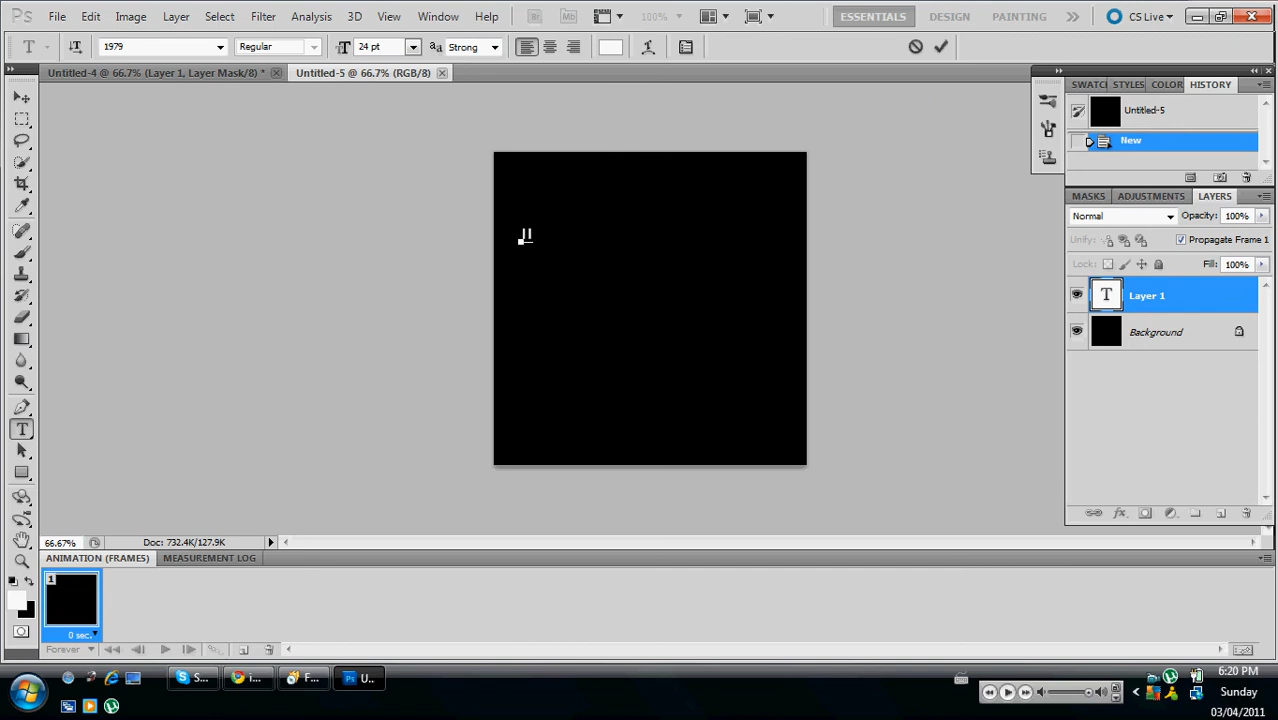 Ps File Edit Image Layer Select Filter Analysis 3D View Window Help Br Mb 100% ESSENTIALS DESIGN PAINTING CS Live
T 1979 Regular T 24 pt aa Strong
Untitled-4 @ 66.7% (Layer 1, Layer Mask/8) * Untitled-5 @ 66.7% (RGB/8)
SWATC STYLES COLOR HISTORY
Untitled-5
New
MASKS ADJUSTMENTS LAYERS
Normal Opacity: 100%
Unify: Propagate Frame 1
Lock: Fill: 100%
T Layer 1
Background
66.67% Doc: 732.4K/127.9K
ANIMATION (FRAMES) MEASUREMENT LOG
1
0 sec.
Forever
S... i... F... Ps U..
6:20 PM
Sunday
03/04/2011